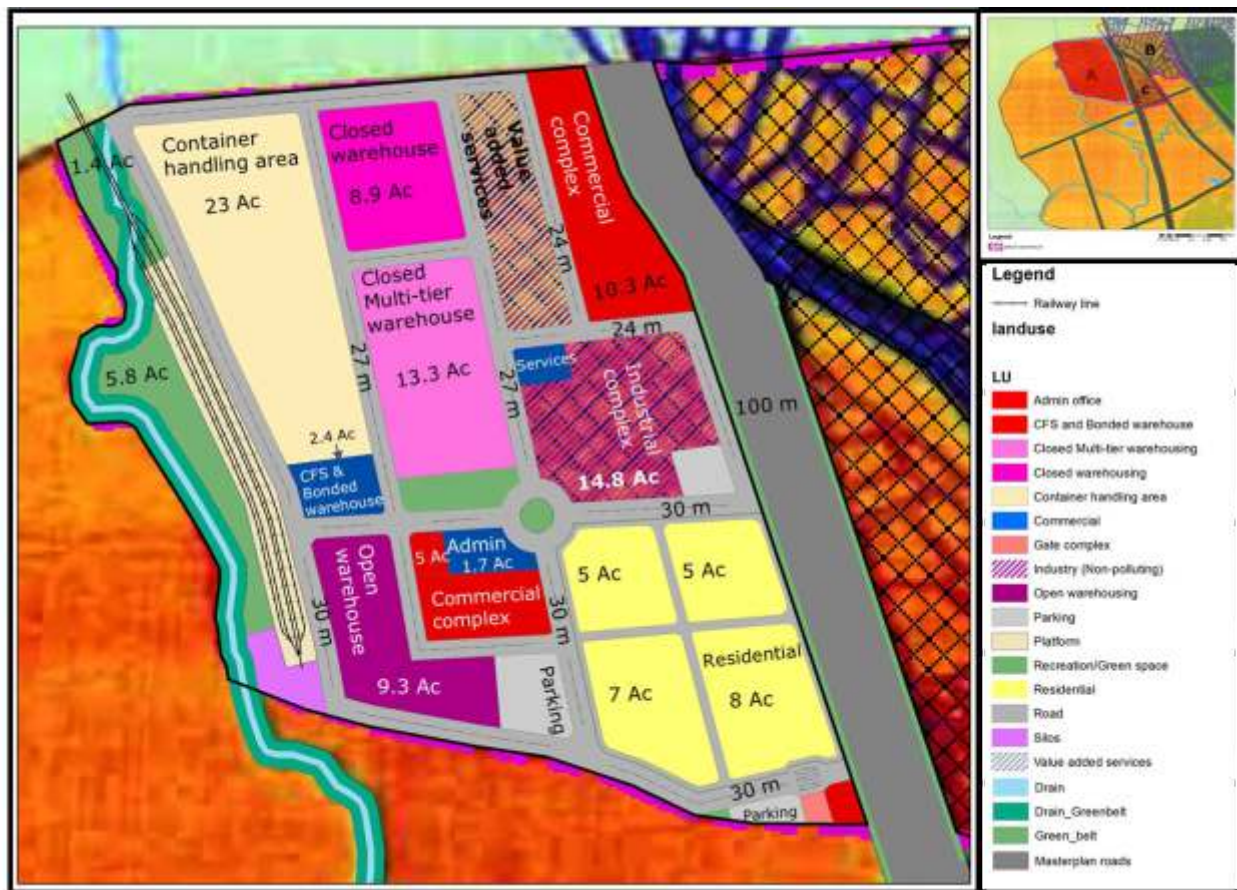 Container
handling area
23 Ac
1.4 Ac
Closed
warehouse
8.9 Ac
Value
added
services
Commercial
complex
24 m
10.3 Ac
24 m
Closed
Multi-tier
warehouse
13.3 Ac
27 m
27 m
5.8 Ac
Services
Industrial
complex
14.8 Ac
100 m
2.4 Ac
CFS &
Bonded
warehouse
30 m
Open
warehouse
9.3 Ac
30 m
5 Ac
Admin
1.7 Ac
Commercial
complex
30 m
Parking
5 Ac
5 Ac
Residential
7 Ac
8 Ac
30 m
Parking
A
B
C
Legend
Legend
Railway line
landuse
LU
Admin office
CFS and Bonded warehouse
Closed Multi-tier warehousing
Closed warehousing
Container handling area
Commercial
Gate complex
Industry (Non-polluting)
Open warehousing
Parking
Platform
Recreation/Green space
Residential
Road
Silos
Value added services
Drain
Drain_Greenbelt
Green_belt
Masterplan roads